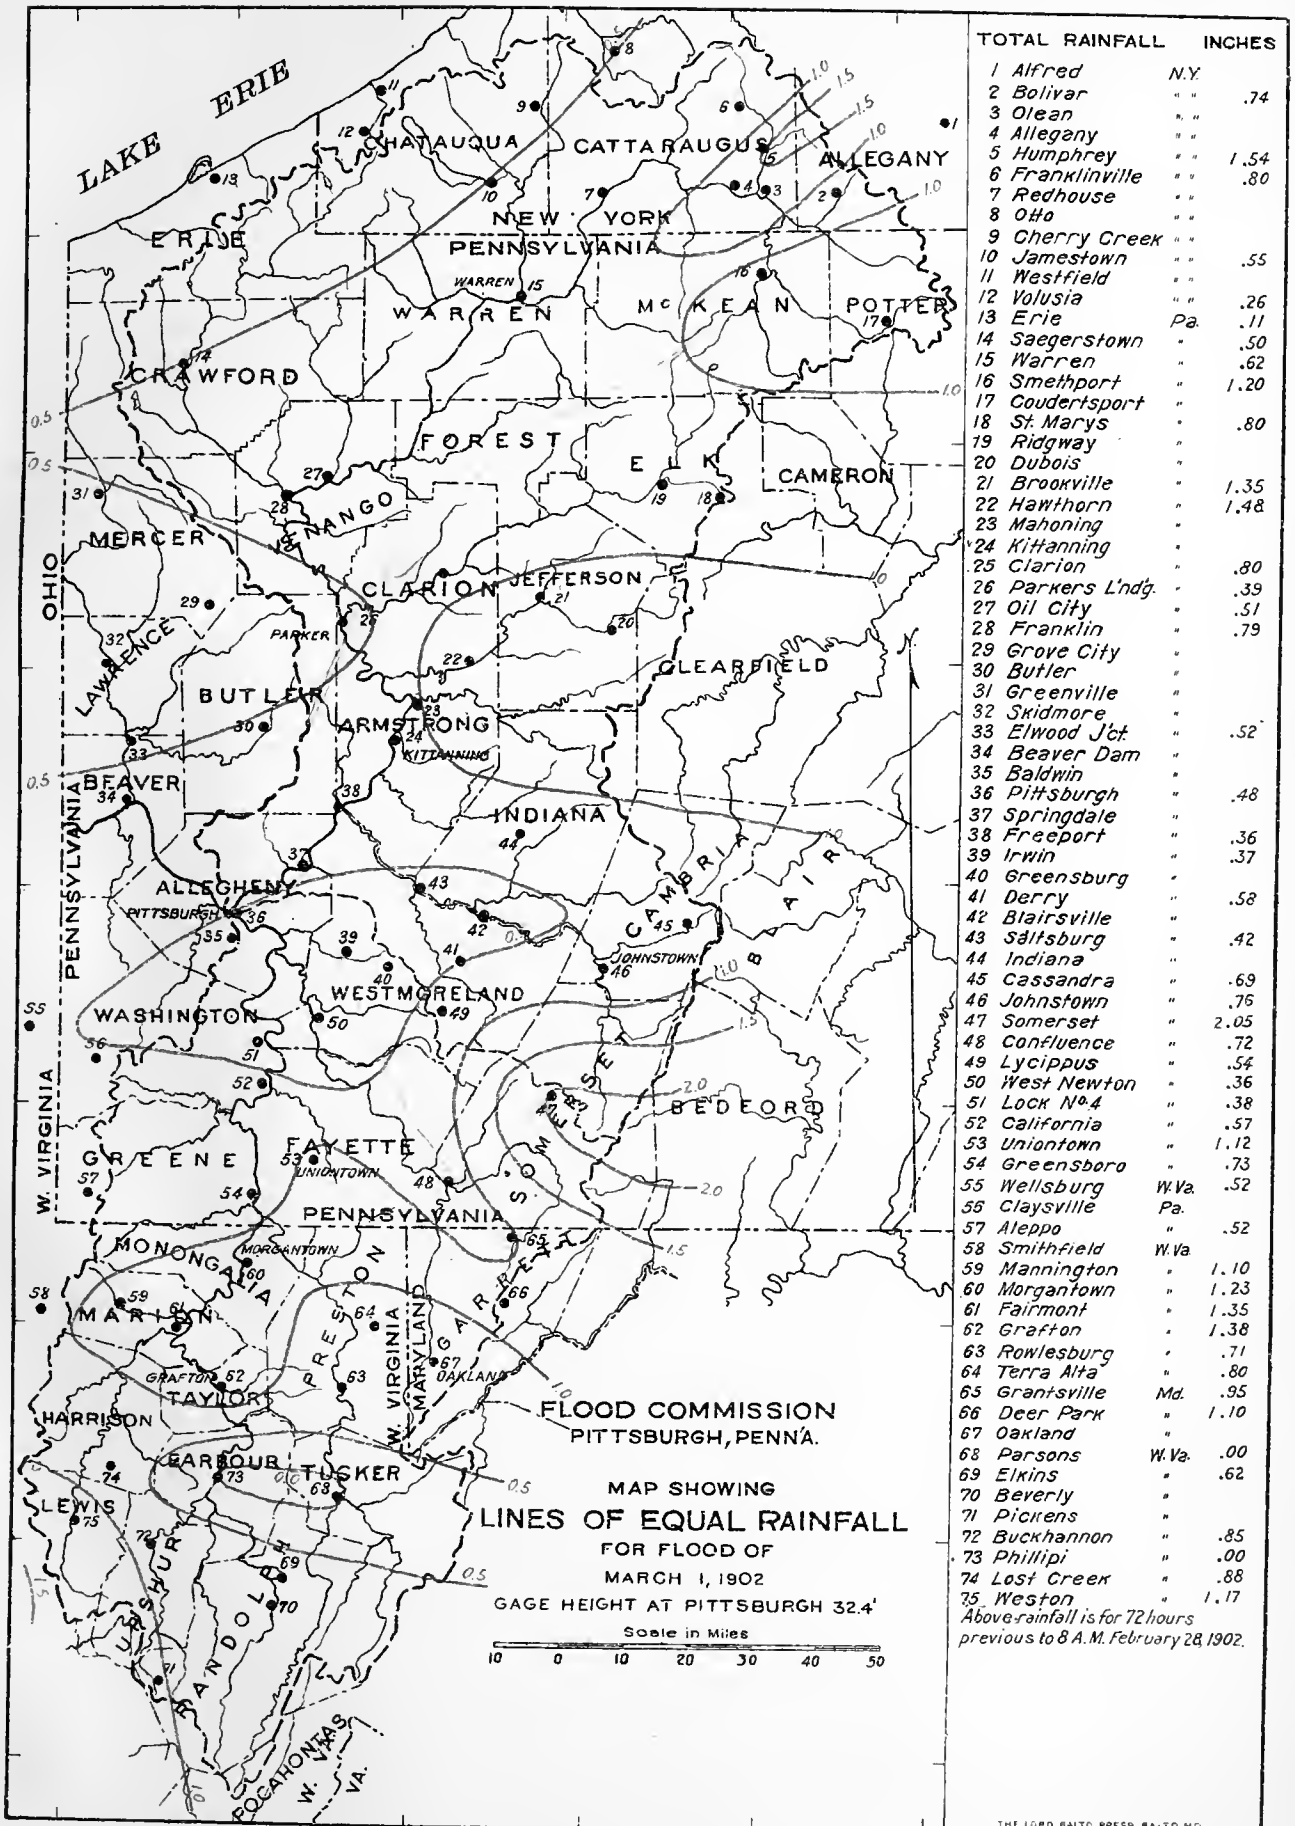 TOTAL RAINFALL INCHES
1 Alfred N.Y.
2 Bolivar " " .74
3 Olean " "
4 Allegany " "
5 Humphrey " " 1.54
6 Franklinville " " .80
7 Redhouse " "
8 Otto " "
9 Cherry Creek " "
10 Jamestown " " .55
11 Westfield " "
12 Volusia " " .26
13 Erie Pa. .11
14 Saegerstown " .50
15 Warren " .62
16 Smethport " 1.20
17 Coudertsport "
18 St. Marys " .80
19 Ridgway "
20 Dubois "
21 Brookville " 1.35
22 Hawthorn " 1.48
23 Mahoning "
24 Kittanning "
25 Clarion " .80
26 Parkers L'nd'g. " .39
27 Oil City " .51
28 Franklin " .79
29 Grove City "
30 Butler "
31 Greenville "
32 Skidmore "
33 Elwood J'ct. " .52
34 Beaver Dam "
35 Baldwin "
36 Pittsburgh " .48
37 Springdale "
38 Freeport " .36
39 Irwin " .37
40 Greensburg "
41 Derry " .58
42 Blairsville "
43 Saltsburg " .42
44 Indiana "
45 Cassandra " .69
46 Johnstown " .76
47 Somerset " 2.05
48 Confluence " .72
49 Lycippus " .54
50 West Newton " .36
51 Lock No. 4 " .38
52 California " .57
53 Uniontown " 1.12
54 Greensboro " .73
55 Wellsburg W.Va. .52
56 Claysville Pa.
57 Aleppo " .52
58 Smithfield W.Va
59 Mannington " 1.10
60 Morgantown " 1.23
61 Fairmont " 1.35
62 Grafton " 1.38
63 Rowlesburg " .71
64 Terra Alta " .80
65 Grantsville Md. .95
66 Deer Park " 1.10
67 Oakland "
68 Parsons W.Va. .00
69 Elkins " .62
70 Beverly "
71 Pickens "
72 Buckhannon " .85
73 Phillipi " .00
74 Lost Creek " .88
75 Weston " 1.17
Above rainfall is for 72 hours
previous to 8 A.M. February 28, 1902.
LAKE ERIE
CHATAUQUA
CATTARAUGUS
ALLEGANY
NEW YORK
PENNSYLVANIA
ERIE
WARREN
WARREN
McKEAN
POTTER
CRAWFORD
FOREST
ELK
CAMERON
VENANGO
MERCER
OHIO
CLARION
JEFFERSON
PARKER
LAWRENCE
CLEARFIELD
BUTLER
ARMSTRONG
KITTANNING
BEAVER
PENNSYLVANIA
INDIANA
CAMBRIA
BLAIR
ALLEGHENY
PITTSBURGH
JOHNSTOWN
WESTMORELAND
WASHINGTON
SOMERSET
BEDFORD
W. VIRGINIA
GREENE
FAYETTE
UNIONTOWN
PENNSYLVANIA
MONONGALIA
MORGANTOWN
MARION
PRESTON
W. VIRGINIA
MARYLAND
GARRETT
OAKLAND
GRAFTON
TAYLOR
HARRISON
BARBOUR
TUSKER
LEWIS
UPSHUR
RANDOLPH
POCAHONTAS
W. VA.
VA.
FLOOD COMMISSION
PITTSBURGH, PENN'A.
MAP SHOWING
LINES OF EQUAL RAINFALL
FOR FLOOD OF
MARCH 1, 1902
GAGE HEIGHT AT PITTSBURGH 32.4'
Scale in Miles
10 0 10 20 30 40 50